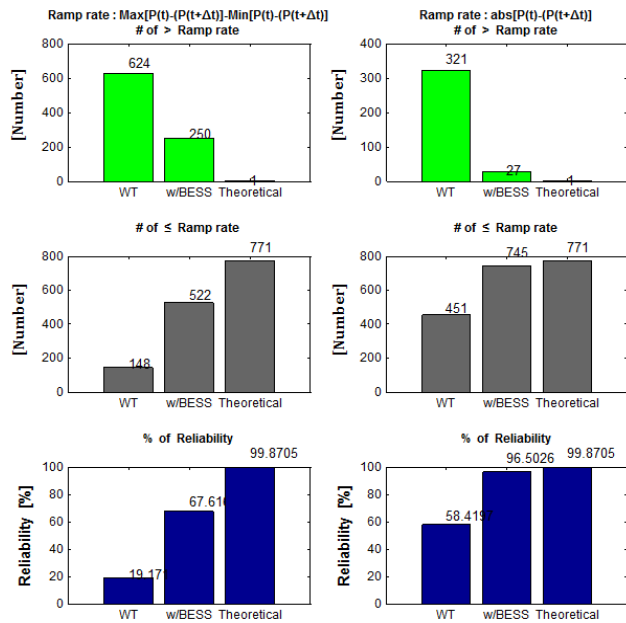 Ramp rate : Max[P(t)-(P(t+Δt)]-Min[P(t)-(P(t+Δt)]
# of > Ramp rate
[Number]
800
600
400
200
0
624
250
1
WT
w/BESS
Theoretical
Ramp rate : abs[P(t)-(P(t+Δt)]
# of > Ramp rate
[Number]
400
300
200
100
0
321
27
1
WT
w/BESS
Theoretical
# of ≤ Ramp rate
[Number]
800
600
400
200
0
148
522
771
WT
w/BESS
Theoretical
# of ≤ Ramp rate
[Number]
800
600
400
200
0
451
745
771
WT
w/BESS
Theoretical
% of Reliability
Reliability [%]
100
80
60
40
20
0
19.171
67.616
99.8705
WT
w/BESS
Theoretical
% of Reliability
Reliability [%]
100
80
60
40
20
0
58.4197
96.5026
99.8705
WT
w/BESS
Theoretical